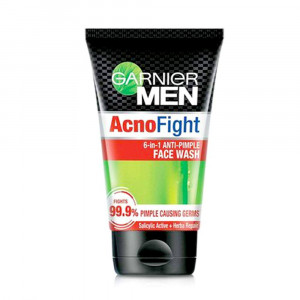 GARNIER
MEN
AcnoFight
6-in-1 ANTI-PIMPLE
FACE WASH
FIGHTS
99.9% PIMPLE CAUSING GERMS
Salicylic Active + Herba Repair